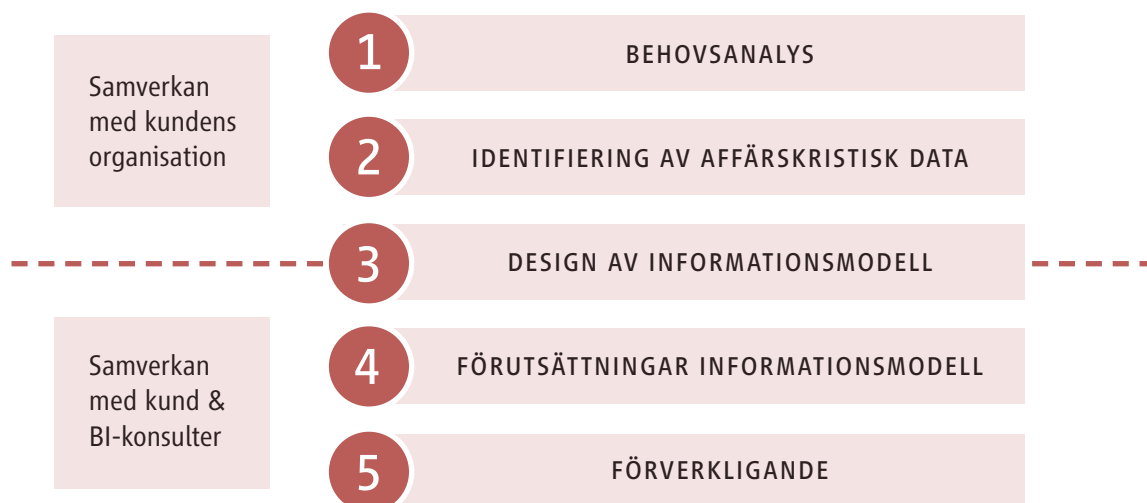 Samverkan
med kundens
organisation
1
BEHOVSANALYS
2
IDENTIFIERING AV AFFÄRSKRISTISK DATA
3
DESIGN AV INFORMATIONSMODELL
Samverkan
med kund &
BI-konsulter
4
FÖRUTSÄTTNINGAR INFORMATIONSMODELL
5
FÖRVERKLIGANDE